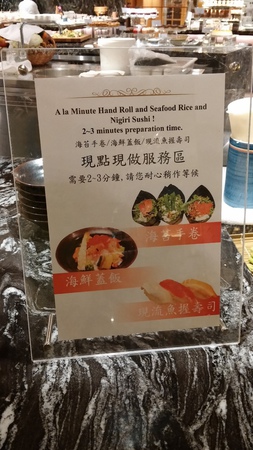 A la Minute Hand Roll and Seafood Rice and
Nigiri Sushi !
2~3 minutes preparation time.
海苔手卷/海鮮蓋飯/現流魚握壽司
現點現做服務區
需要2~3分鐘,請您耐心稍作等候
海苔手卷
海鮮蓋飯
現流魚握壽司